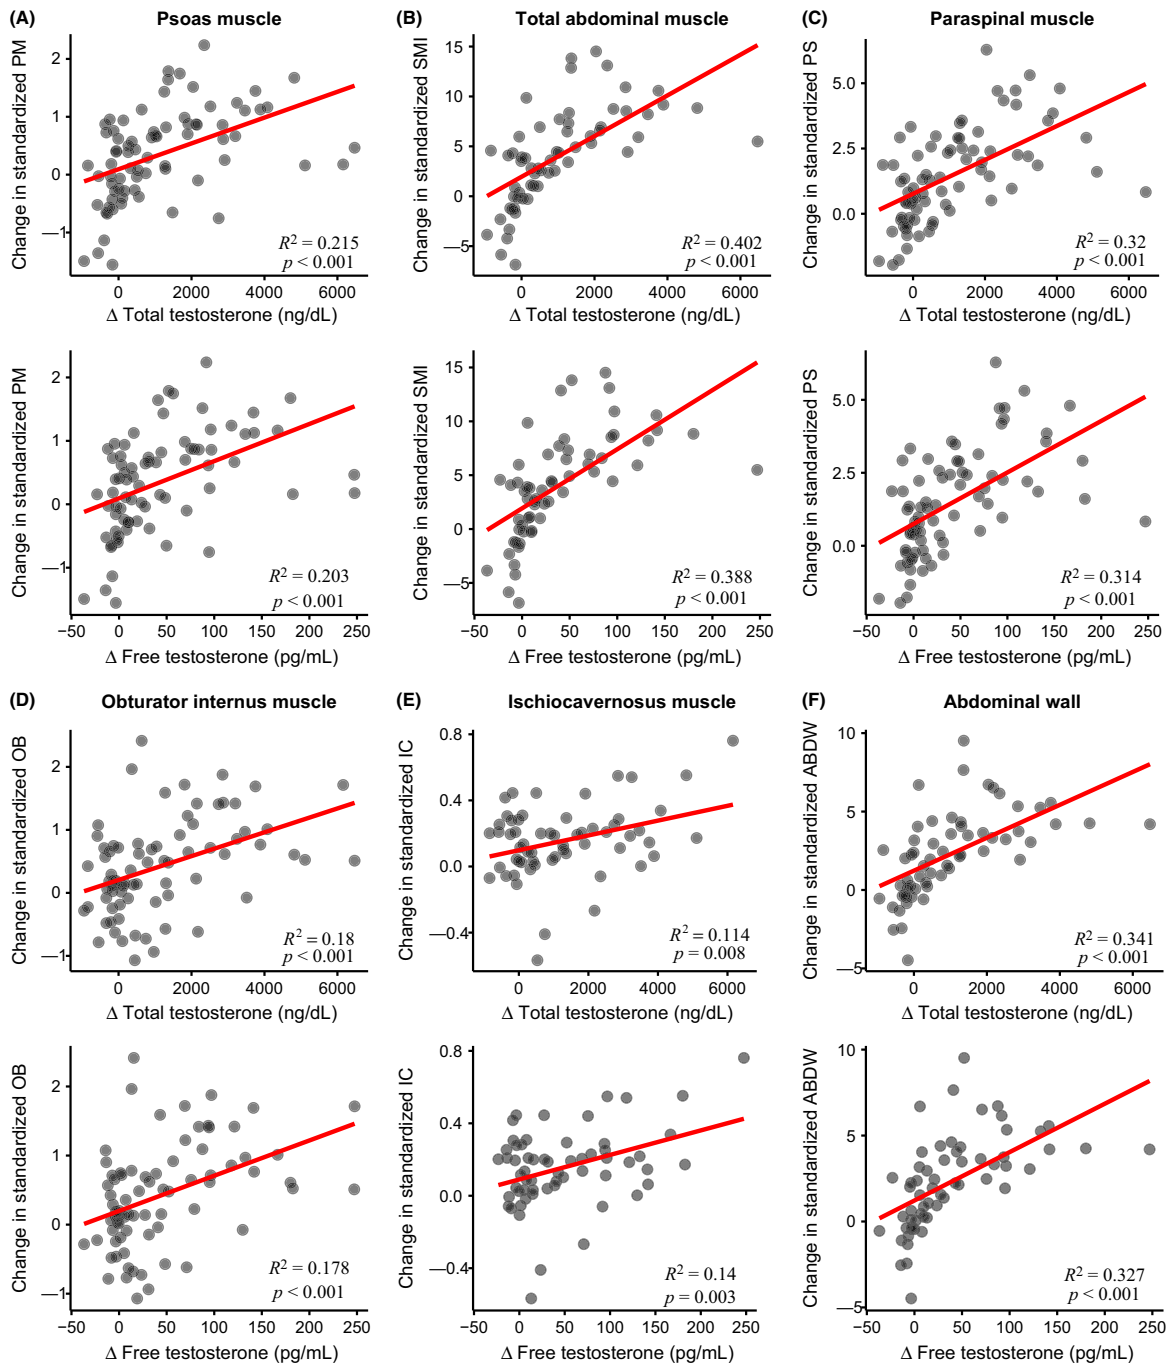 (A) Psoas muscle
Change in standardized PM
2
1
0
—1
R² = 0.215
p < 0.001
0 2000 4000 6000
Δ Total testosterone (ng/dL)
(B) Total abdominal muscle
Change in standardized SMI
15
10
5
0
−5
R² = 0.402
p < 0.001
0 2000 4000 6000
Δ Total testosterone (ng/dL)
(C) Paraspinal muscle
Change in standardized PS
5.0
2.5
0.0
R² = 0.32
p < 0.001
0 2000 4000 6000
Δ Total testosterone (ng/dL)
Change in standardized PM
2
1
0
—1
R² = 0.203
p < 0.001
−50 0 50 100 150 200 250
Δ Free testosterone (pg/mL)
Change in standardized SMI
15
10
5
0
−5
R² = 0.388
p < 0.001
−50 0 50 100 150 200 250
Δ Free testosterone (pg/mL)
Change in standardized PS
5.0
2.5
0.0
R² = 0.314
p < 0.001
−50 0 50 100 150 200 250
Δ Free testosterone (pg/mL)
(D) Obturator internus muscle
Change in standardized OB
2
1
0
—1
R² = 0.18
p < 0.001
0 2000 4000 6000
Δ Total testosterone (ng/dL)
(E) Ischiocavernosus muscle
Change in standardized IC
0.8
0.4
0.0
—0.4
R² = 0.114
p = 0.008
0 2000 4000 6000
Δ Total testosterone (ng/dL)
(F) Abdominal wall
Change in standardized ABDW
10
5
0
—5
R² = 0.341
p < 0.001
0 2000 4000 6000
Δ Total testosterone (ng/dL)
Change in standardized OB
2
1
0
—1
R² = 0.178
p < 0.001
−50 0 50 100 150 200 250
Δ Free testosterone (pg/mL)
Change in standardized IC
0.8
0.4
0.0
—0.4
R² = 0.14
p = 0.003
−50 0 50 100 150 200 250
Δ Free testosterone (pg/mL)
Change in standardized ABDW
10
5
0
—5
R² = 0.327
p < 0.001
−50 0 50 100 150 200 250
Δ Free testosterone (pg/mL)